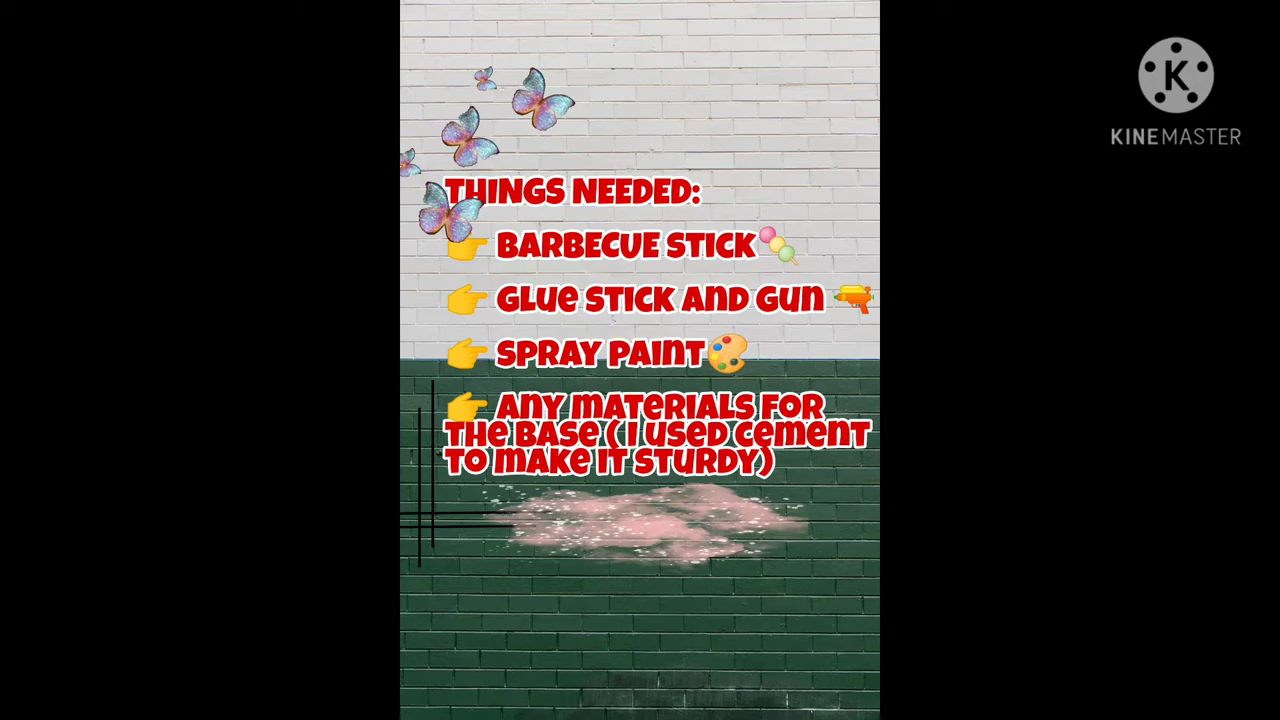 THINGS NEEDED:
👉 BARBECUE STICK🍡
👉 GLUE STICK AND GUN 🔫
👉 SPRAY PAINT🎨
👉 ANY MATERIALS FOR
THE BASE ( I USED CEMENT
TO MAKE IT STURDY)
K
KINEMASTER